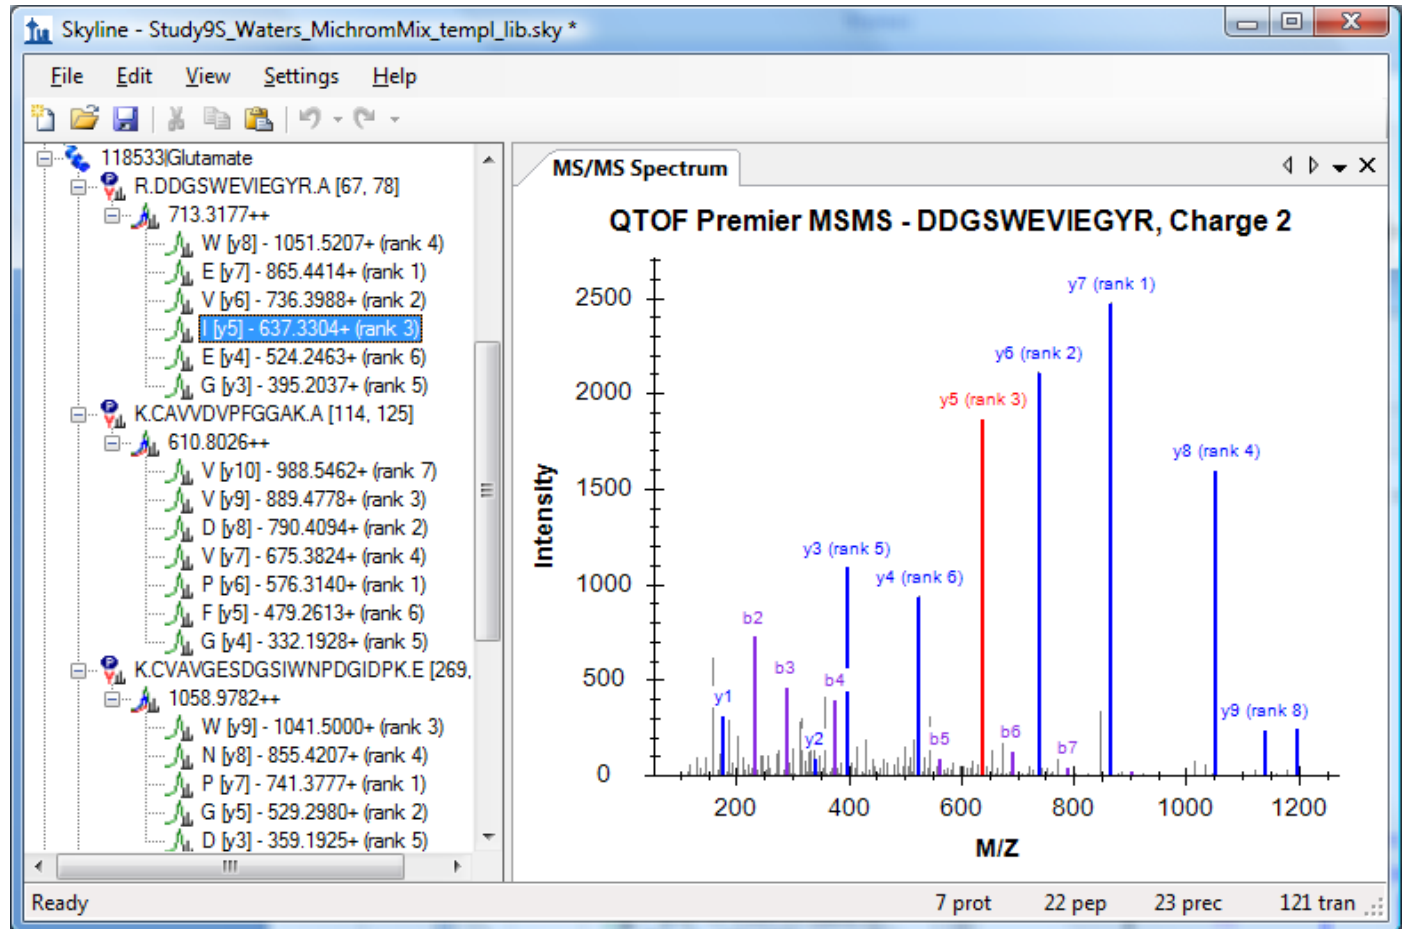 Skyline - Study9S_Waters_MichromMix_templ_lib.sky *
File Edit View Settings Help
118533|Glutamate
R.DDGSWEVIEGYR.A [67, 78]
713.3177++
W [y8] - 1051.5207+ (rank 4)
E [y7] - 865.4414+ (rank 1)
V [y6] - 736.3988+ (rank 2)
I [y5] - 637.3304+ (rank 3)
E [y4] - 524.2463+ (rank 6)
G [y3] - 395.2037+ (rank 5)
K.CAVVDVPFGGAK.A [114, 125]
610.8026++
V [y10] - 988.5462+ (rank 7)
V [y9] - 889.4778+ (rank 3)
D [y8] - 790.4094+ (rank 2)
V [y7] - 675.3824+ (rank 4)
P [y6] - 576.3140+ (rank 1)
F [y5] - 479.2613+ (rank 6)
G [y4] - 332.1928+ (rank 5)
K.CVAVGESDGSIWNPDGIDPK.E [269,
1058.9782++
W [y9] - 1041.5000+ (rank 3)
N [y8] - 855.4207+ (rank 4)
P [y7] - 741.3777+ (rank 1)
G [y5] - 529.2980+ (rank 2)
D [y3] - 359.1925+ (rank 5)
MS/MS Spectrum
QTOF Premier MSMS - DDGSWEVIEGYR, Charge 2
y7 (rank 1)
2500
y6 (rank 2)
2000
y5 (rank 3)
y8 (rank 4)
1500
Intensity
y3 (rank 5)
1000
y4 (rank 6)
b2
b3
500
b4
y1
y9 (rank 8)
y2
b5
b6
b7
0
200 400 600 800 1000 1200
M/Z
Ready 7 prot 22 pep 23 prec 121 tran